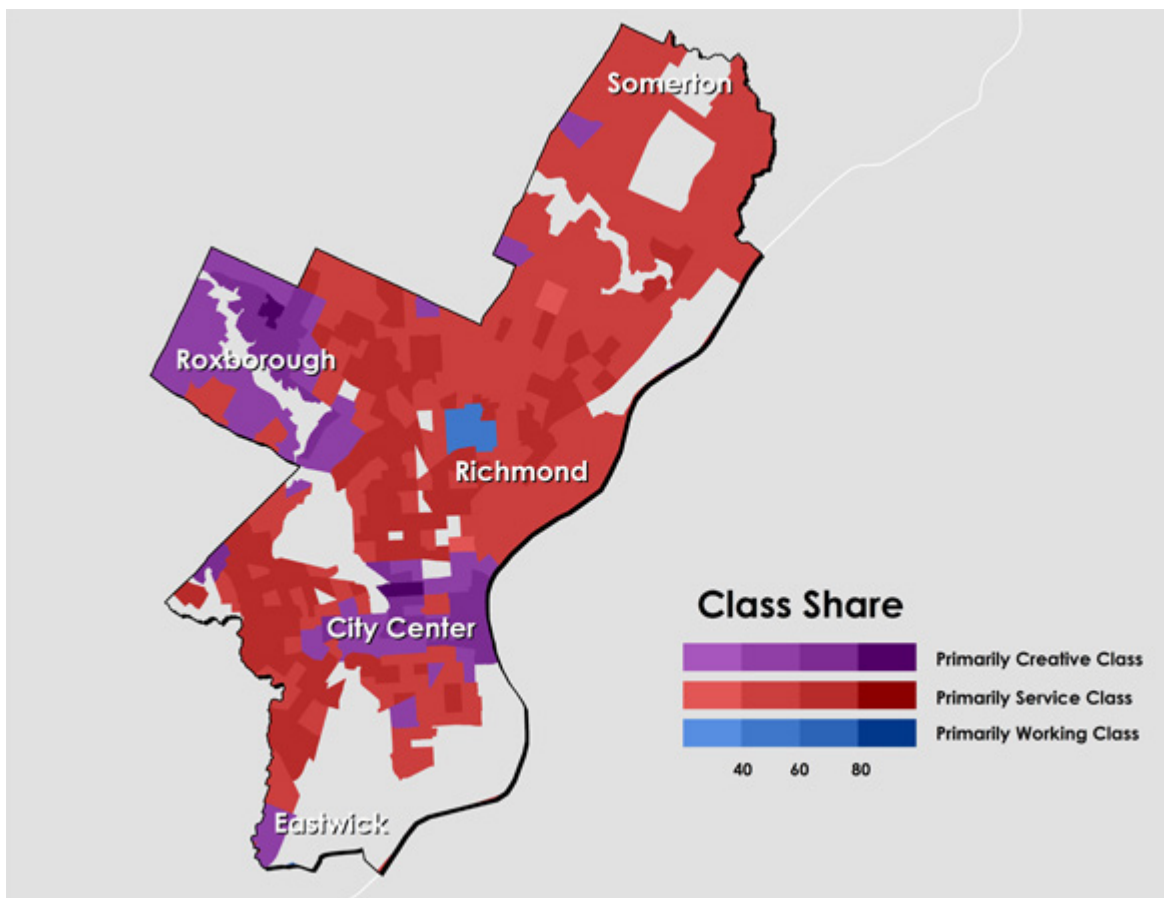 Somerton
Roxborough
Richmond
City Center
Eastwick
Class Share
Primarily Creative Class
Primarily Service Class
Primarily Working Class
40 60 80